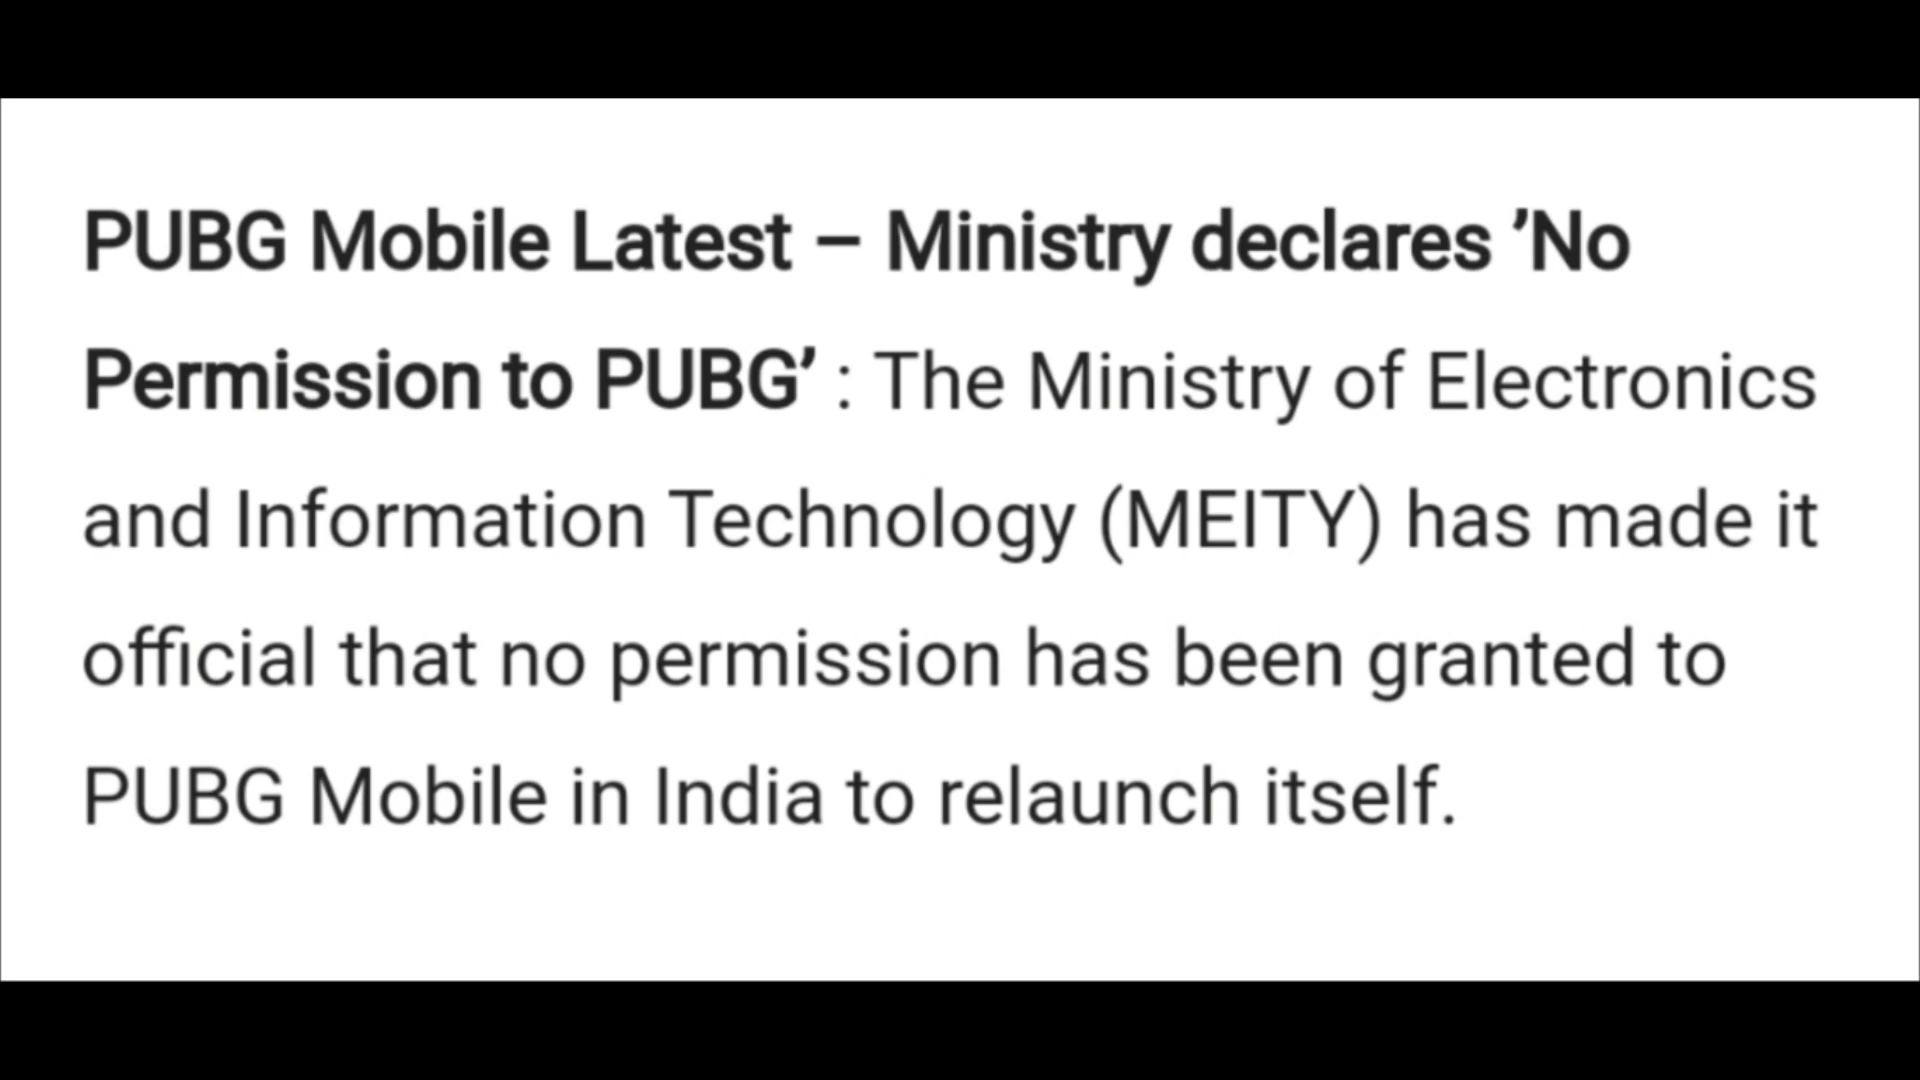 PUBG Mobile Latest – Ministry declares ’No
Permission to PUBG’ : The Ministry of Electronics
and Information Technology (MEITY) has made it
official that no permission has been granted to
PUBG Mobile in India to relaunch itself.